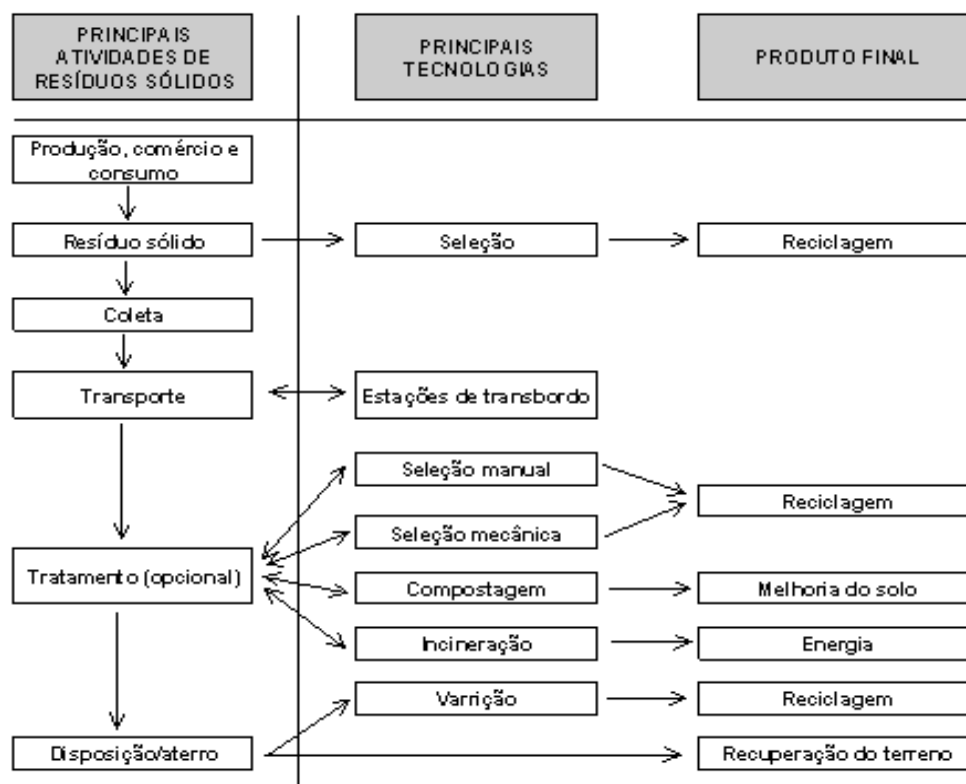 PRINCIPAIS
ATIVIDADES DE
RESÍDUOS SÓLIDOS
PRINCIPAIS
TECNOLOGIAS
PRODUTO FINAL
Produção, comércio e
consumo
Resíduo sólido
Seleção
Reciclagem
Coleta
Transporte
Estações de transbordo
Seleção manual
Reciclagem
Seleção mecânica
Tratamento (opcional)
Compostagem
Melhoria do solo
Incineração
Energia
Varrição
Reciclagem
Disposição/aterro
Recuperação do terreno